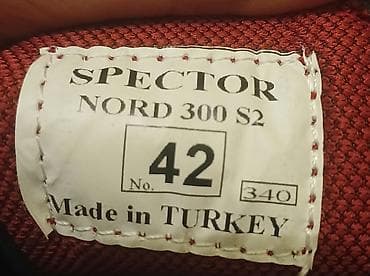 SPECTOR
NORD 300 S2
No. 42
340
Made in TURKEY